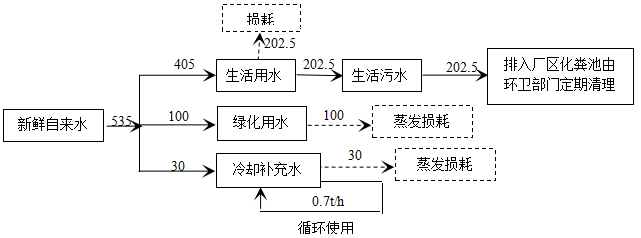 损耗
202.5
405
生活用水
202.5
生活污水
202.5
排入厂区化粪池由
环卫部门定期清理
新鲜自来水
535
100
绿化用水
100
蒸发损耗
30
冷却补充水
30
蒸发损耗
0.7t/h
循环使用